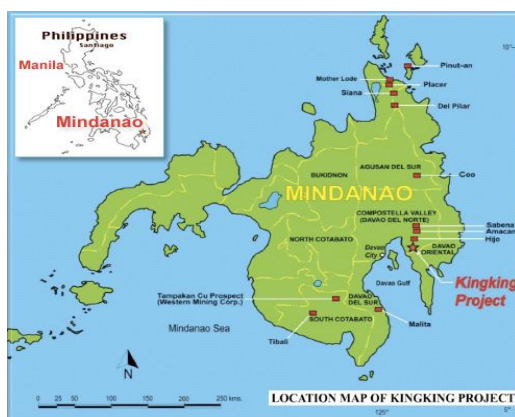 Philippines
Santiago
Manila
Mindanao
10°
Pinut-an
Mother Lode
Placer
Siana
Del Pilar
AGUSAN DEL SUR
BUKIDNON
Coo
MINDANAO
COMPOSTELLA VALLEY
(DAVAO DEL NORTE)
Sabena
Amacan
Hijo
NORTH COTABATO
Davao
City
DAVAO
ORIENTAL
Kingking
Project
Davao Gulf
Tampakan Cu Prospect
(Western Mining Corp.)
DAVAO
DEL SUR
Mindanao Sea
SOUTH COTABATO
Malita
Tibali
N
0 25 50 100 150 200 250 kms.
LOCATION MAP OF KINGKING PROJECT
125°
5°